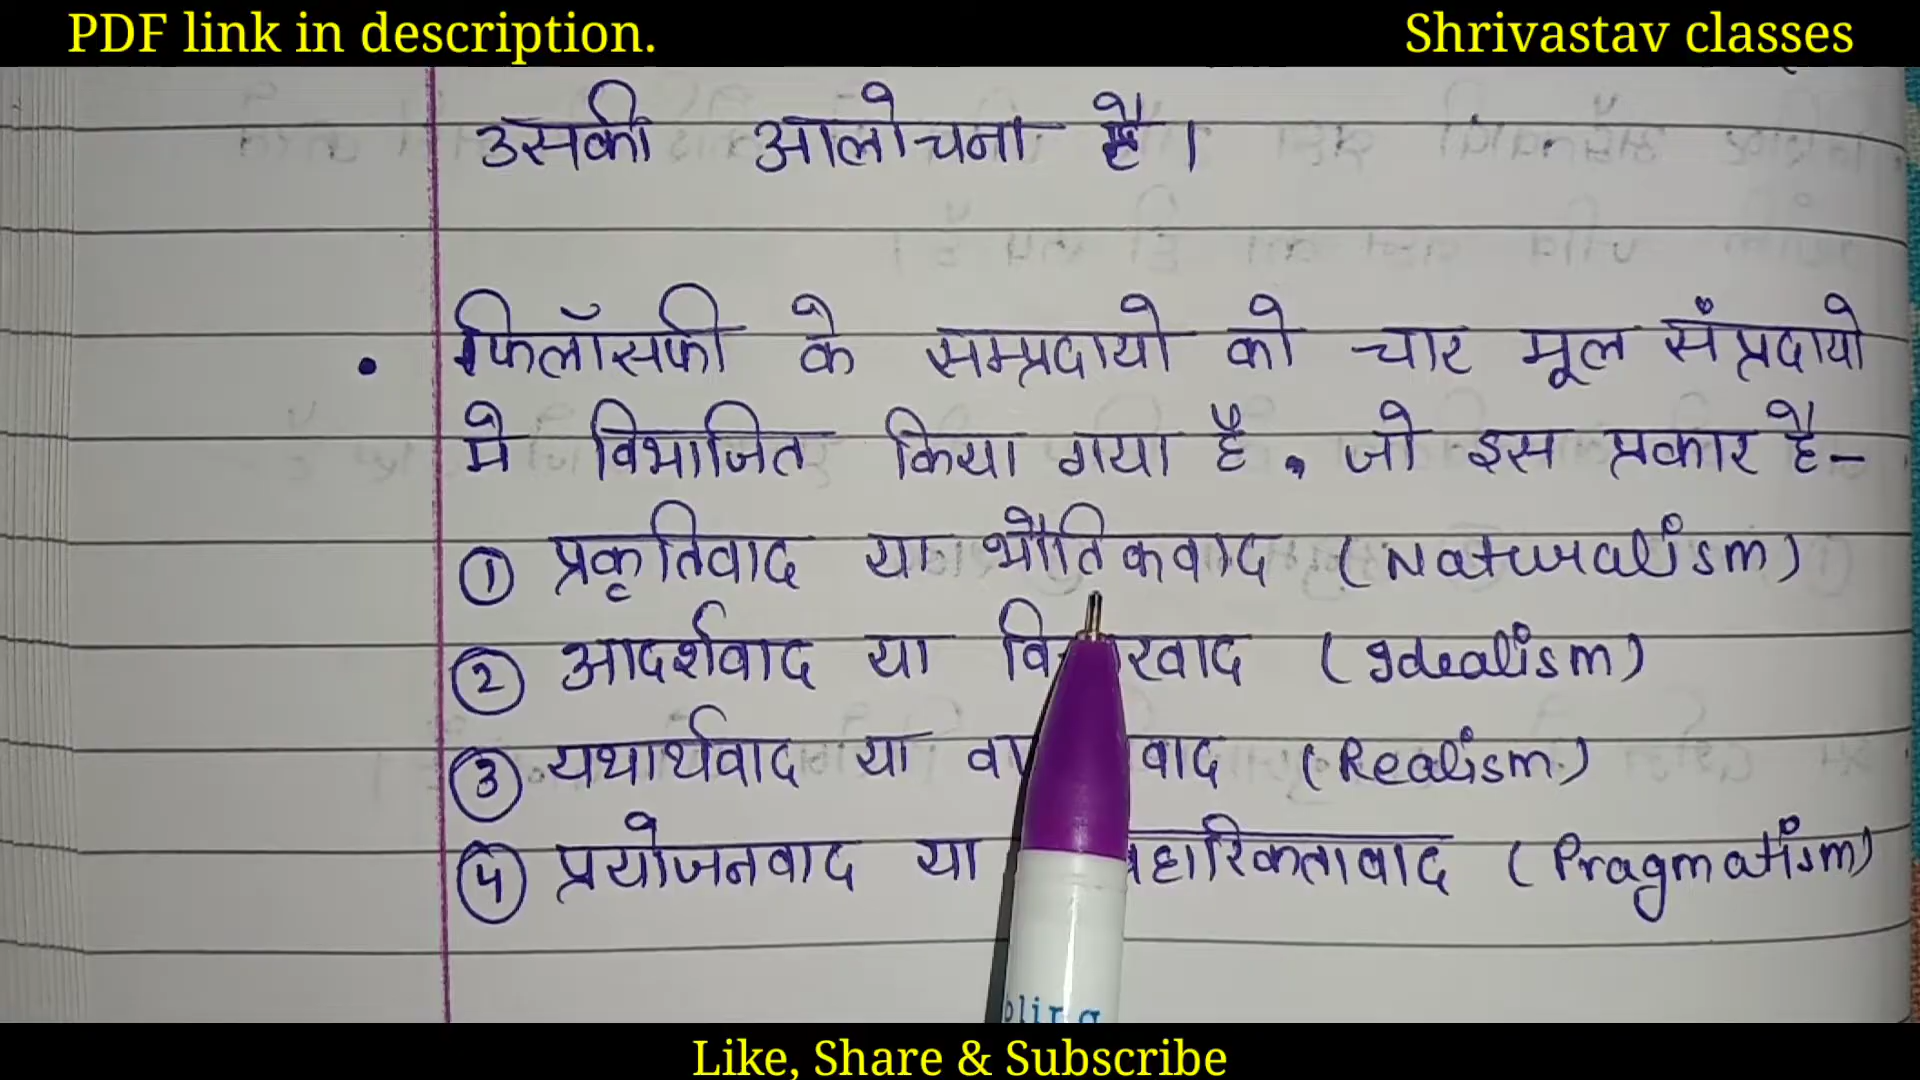 PDF link in description.
Shrivastav classes
उसकी आलोचना है।
• फिलॉसफी के सम्प्रदायो को चार मूल संप्रदायो
मे विभाजित किया गया है, जो इस प्रकार है-
① प्रकृतिवाद या भौतिकवाद (Naturalism)
② आदर्शवाद या (Idealism)
③ यथार्थवाद या (Realism)
④ प्रयोजनवाद या (Pragmatism)
Like, Share & Subscribe